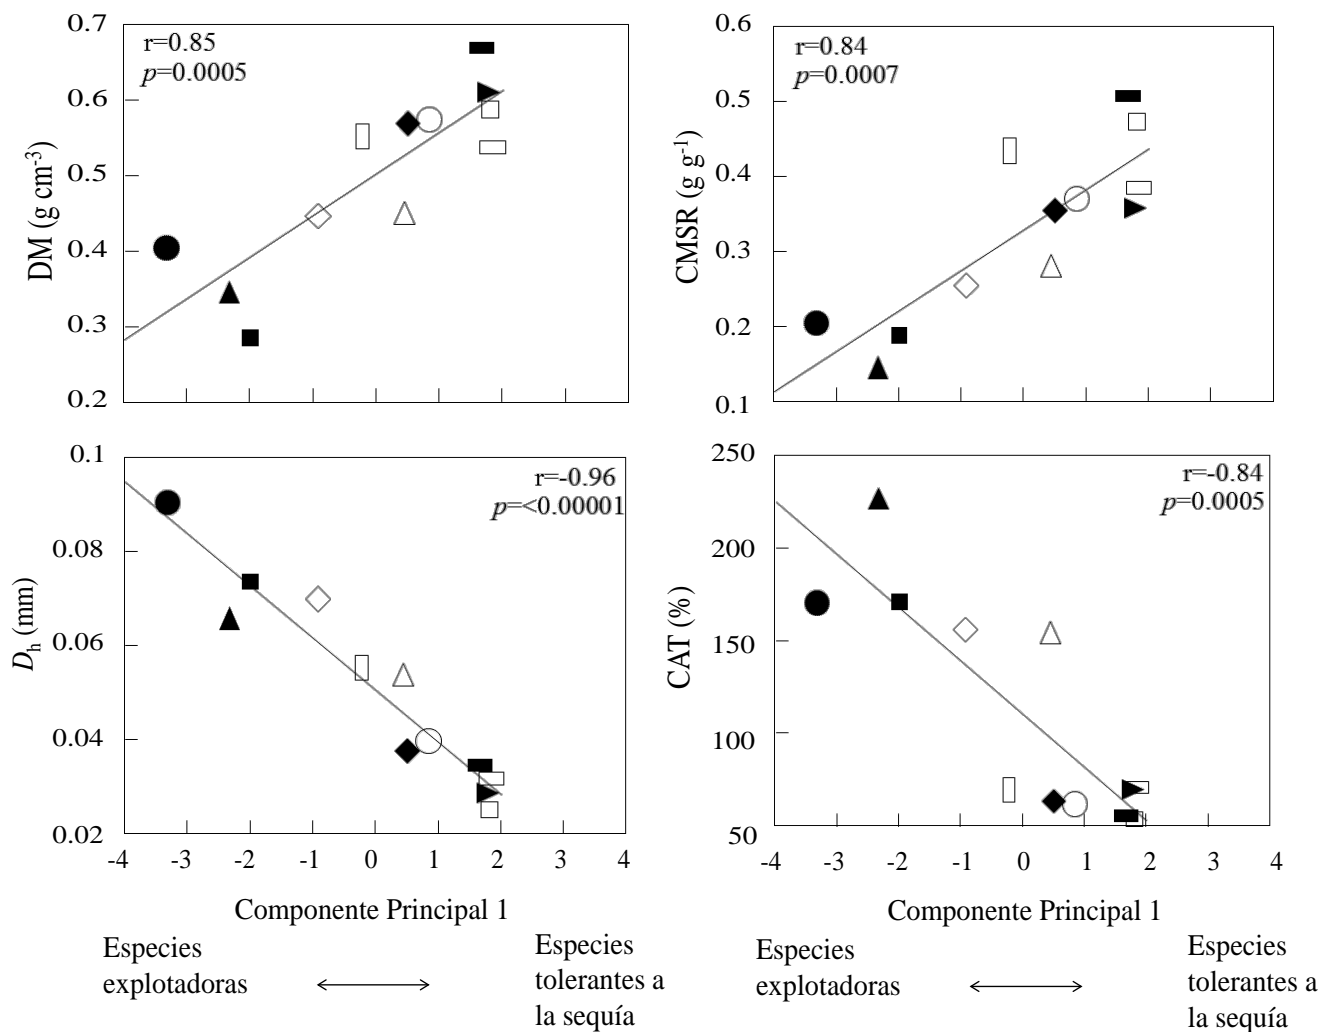 0.7
0.6
0.5
0.4
0.3
0.2
DM (g cm-3)
r=0.85
p=0.0005
0.6
0.5
0.4
0.3
0.2
0.1
CMSR (g g-1)
r=0.84
p=0.0007
0.1
0.08
0.06
0.04
0.02
Dh (mm)
r=-0.96
p=<0.00001
-4 -3 -2 -1 0 1 2 3 4
Componente Principal 1
Especies
explotadoras
Especies
tolerantes a
la sequía
250
200
150
100
50
CAT (%)
r=-0.84
p=0.0005
-4 -3 -2 -1 0 1 2 3 4
Componente Principal 1
Especies
explotadoras
Especies
tolerantes a
la sequía